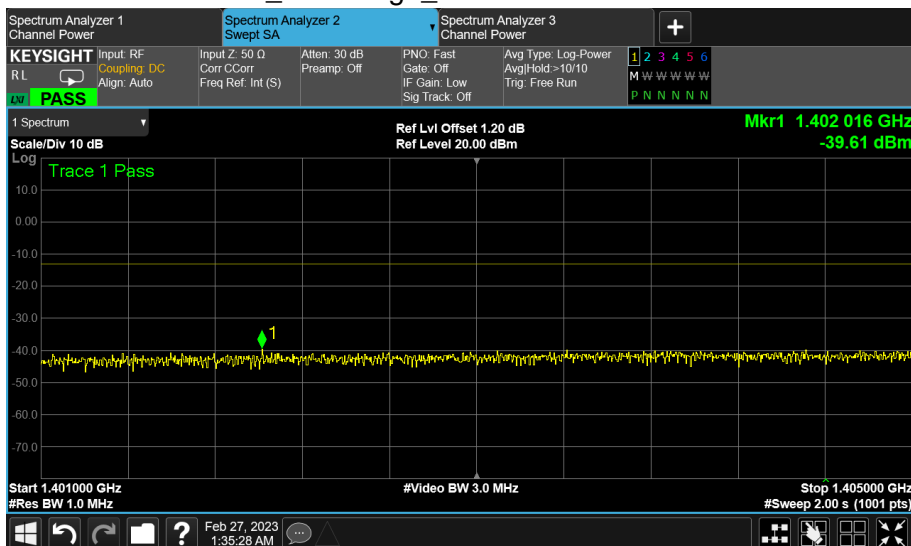 Spectrum Analyzer 1
Channel Power
Spectrum Analyzer 2
Swept SA
Spectrum Analyzer 3
Channel Power
+
KEYSIGHT
RL
LXI
PASS
Input: RF
Coupling: DC
Align: Auto
Input Z: 50 Ω
Corr CCorr
Freq Ref: Int (S)
Atten: 30 dB
Preamp: Off
PNO: Fast
Gate: Off
IF Gain: Low
Sig Track: Off
Avg Type: Log-Power
Avg|Hold:>10/10
Trig: Free Run
1 2 3 4 5 6
M W W W W W
P N N N N N
1 Spectrum
Scale/Div 10 dB
Ref Lvl Offset 1.20 dB
Ref Level 20.00 dBm
Mkr1 1.402 016 GHz
-39.61 dBm
Log
Trace 1 Pass
10.0
0.00
-10.0
-20.0
-30.0
1
-40.0
-50.0
-60.0
-70.0
Start 1.401000 GHz
#Res BW 1.0 MHz
#Video BW 3.0 MHz
Stop 1.405000 GHz
#Sweep 2.00 s (1001 pts)
?
Feb 27, 2023
1:35:28 AM